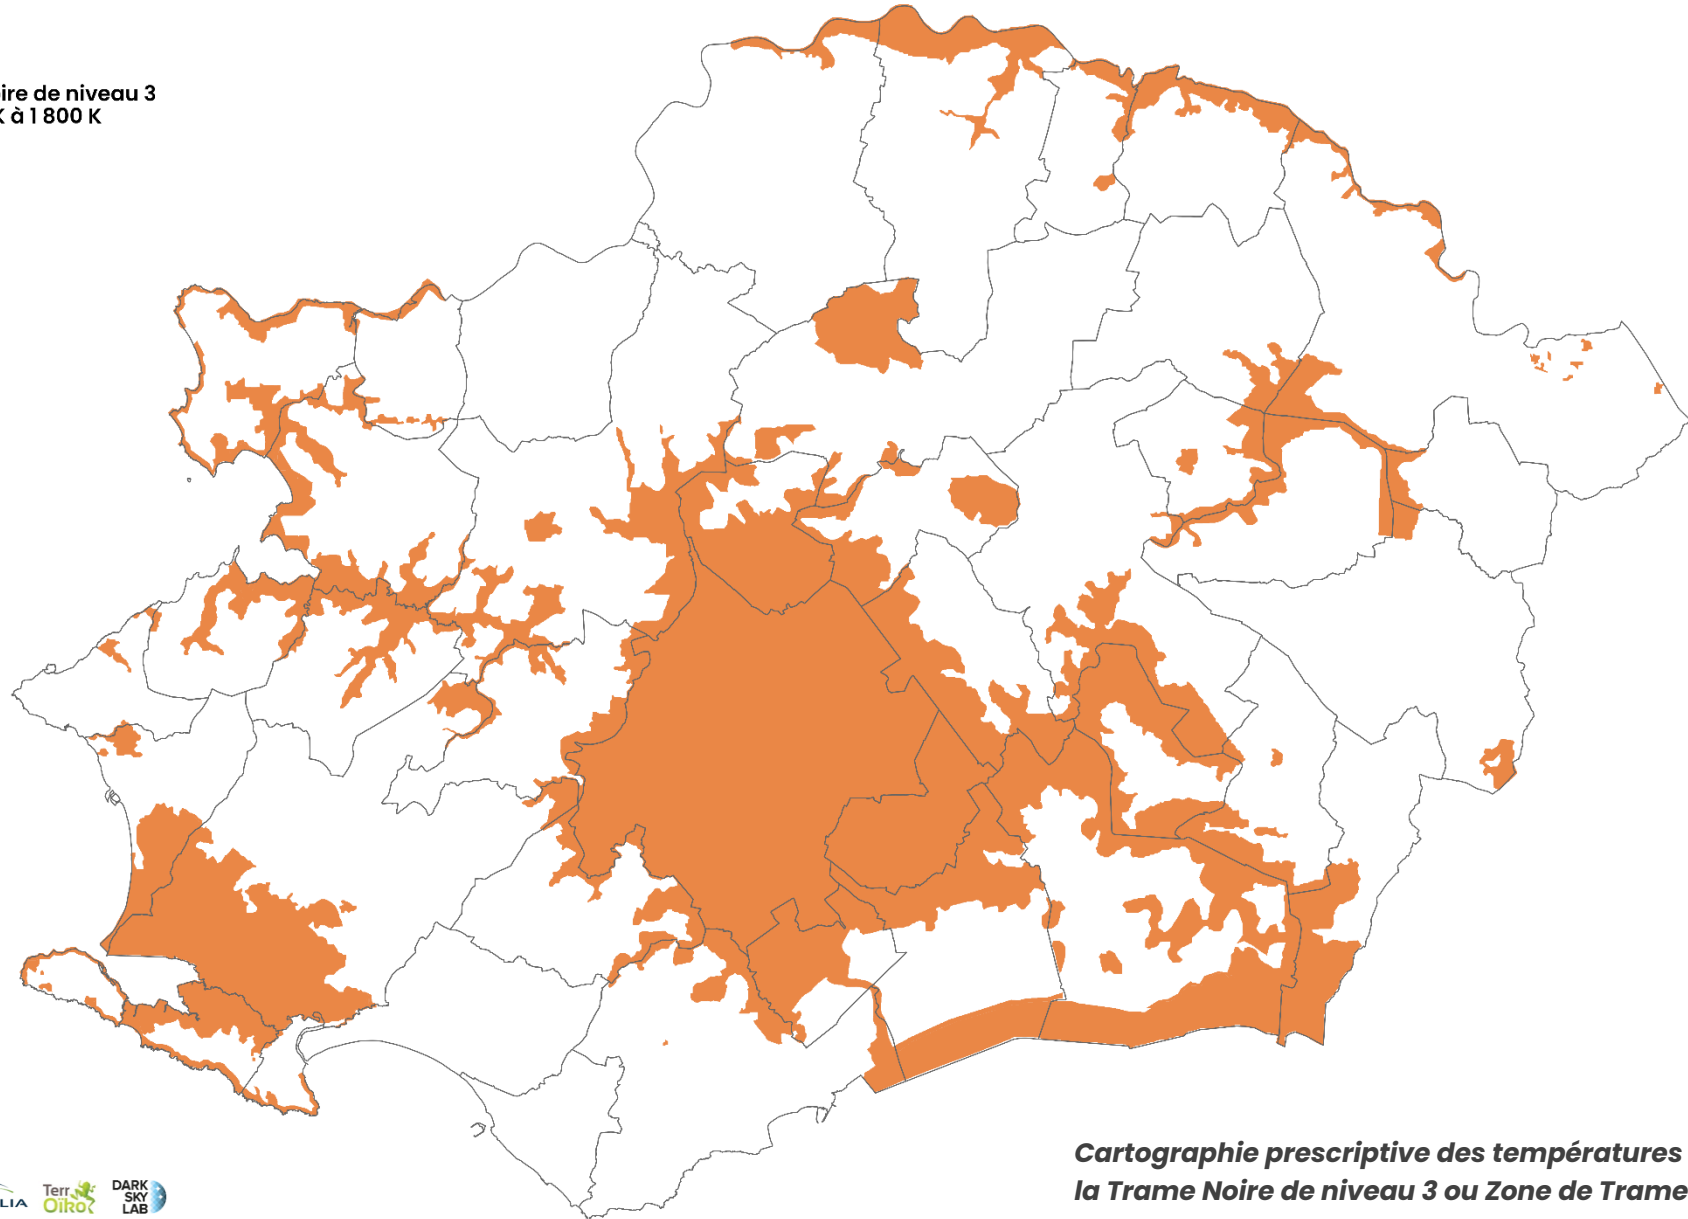 ire de niveau 3
K à 1 800 K
Cartographie prescriptive des températures
la Trame Noire de niveau 3 ou Zone de Trame
LIA
Terr
Oïko
DARK
SKY
LAB